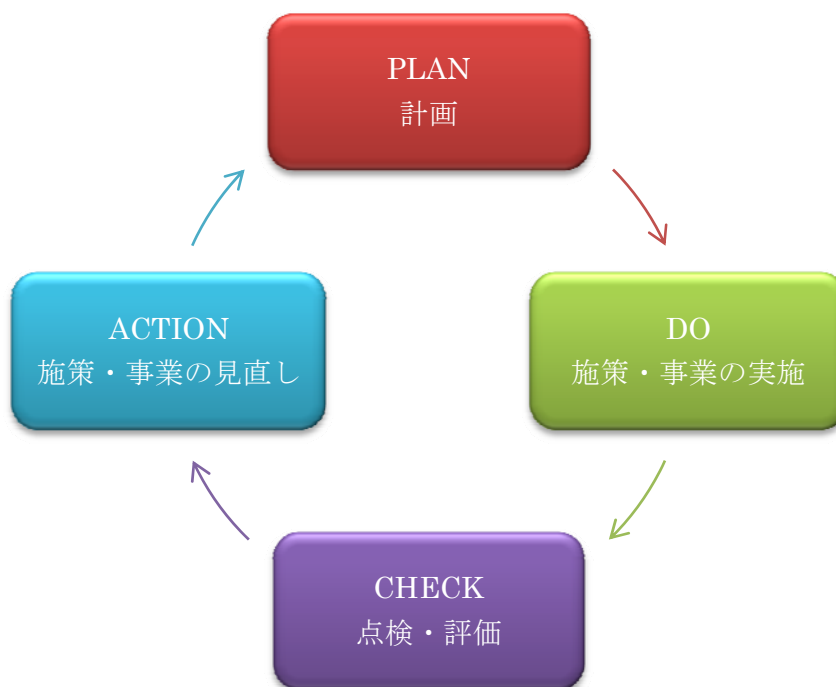 PLAN
計画
DO
施策・事業の実施
CHECK
点検・評価
ACTION
施策・事業の見直し